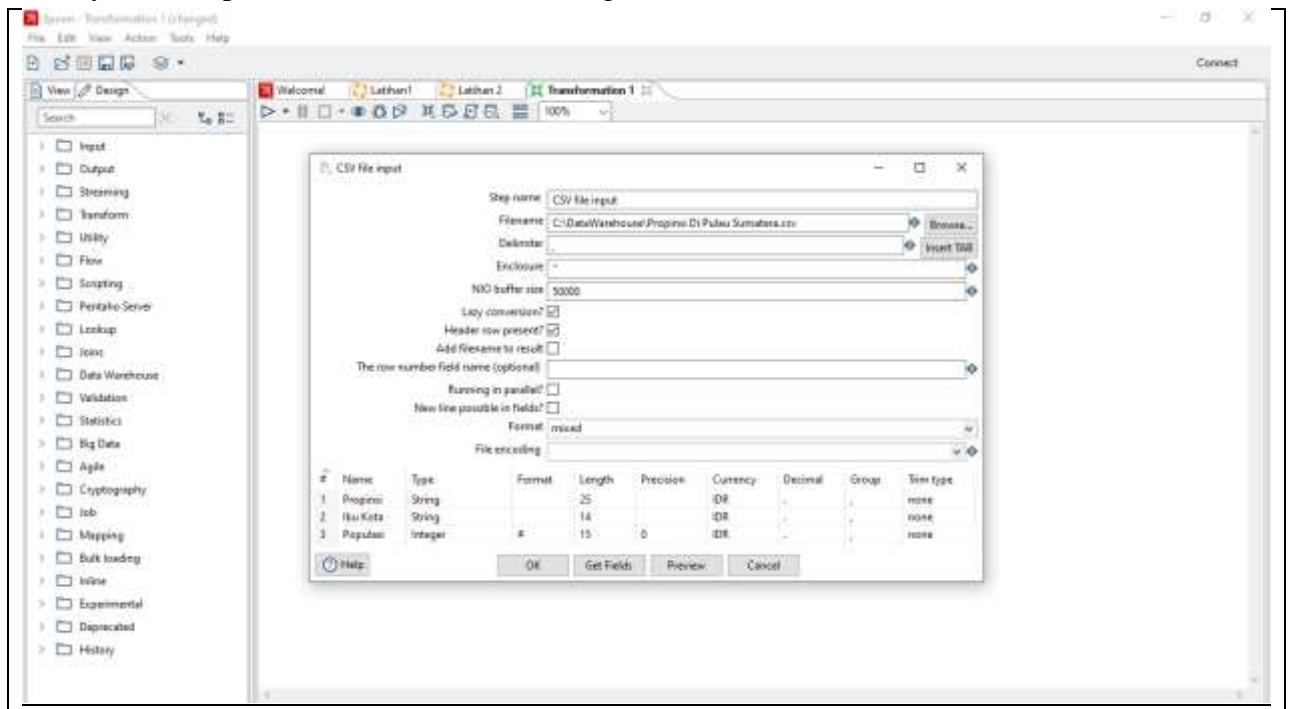 Spoon - Transformation 1 (changed)
File Edit View Action Tools Help
Connect
View Design
Welcome! Latihan1 Latihan 2 Transformation 1
Search
100%
Input
Output
Streaming
Transform
Utility
Flow
Scripting
Pentaho Server
Lookup
Joins
Data Warehouse
Validation
Statistics
Big Data
Agile
Cryptography
Job
Mapping
Bulk loading
Inline
Experimental
Deprecated
History
CSV file input
Step name CSV file input
Filename C:\DataWarehouse\Propinsi Di Pulau Sumatera.csv Browse...
Delimiter , Insert TAB
Enclosure "
NIO buffer size 50000
Lazy conversion?
Header row present?
Add filename to result
The row number field name (optional)
Running in parallel?
New line possible in fields?
Format mixed
File encoding
# Name Type Format Length Precision Currency Decimal Group Trim type
1 Propinsi String 25 IDR . , none
2 Ibu Kota String 14 IDR . , none
3 Populasi Integer # 15 0 IDR . , none
Help OK Get Fields Preview Cancel